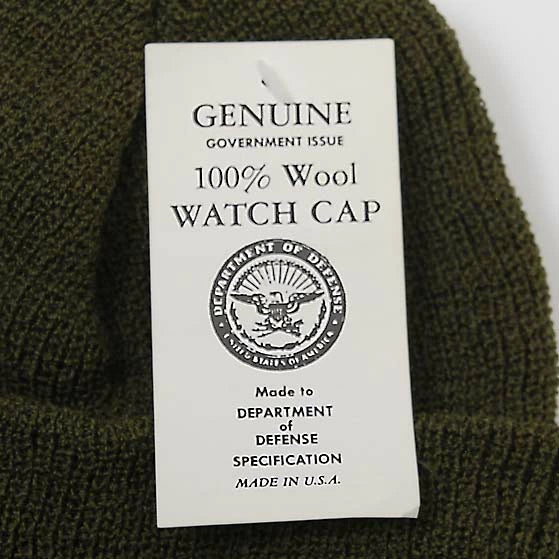 GENUINE
GOVERNMENT ISSUE
100% Wool
WATCH CAP
DEPARTMENT OF DEFENSE
UNITED STATES OF AMERICA
Made to
DEPARTMENT
of
DEFENSE
SPECIFICATION
MADE IN U.S.A.